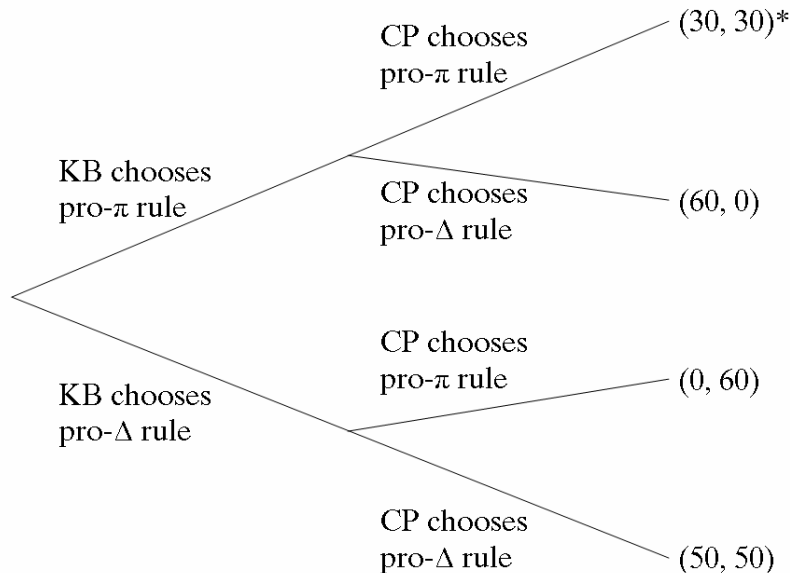 CP chooses
pro-π rule
(30, 30)*
KB chooses
pro-π rule
CP chooses
pro-Δ rule
(60, 0)
CP chooses
pro-π rule
(0, 60)
KB chooses
pro-Δ rule
CP chooses
pro-Δ rule
(50, 50)